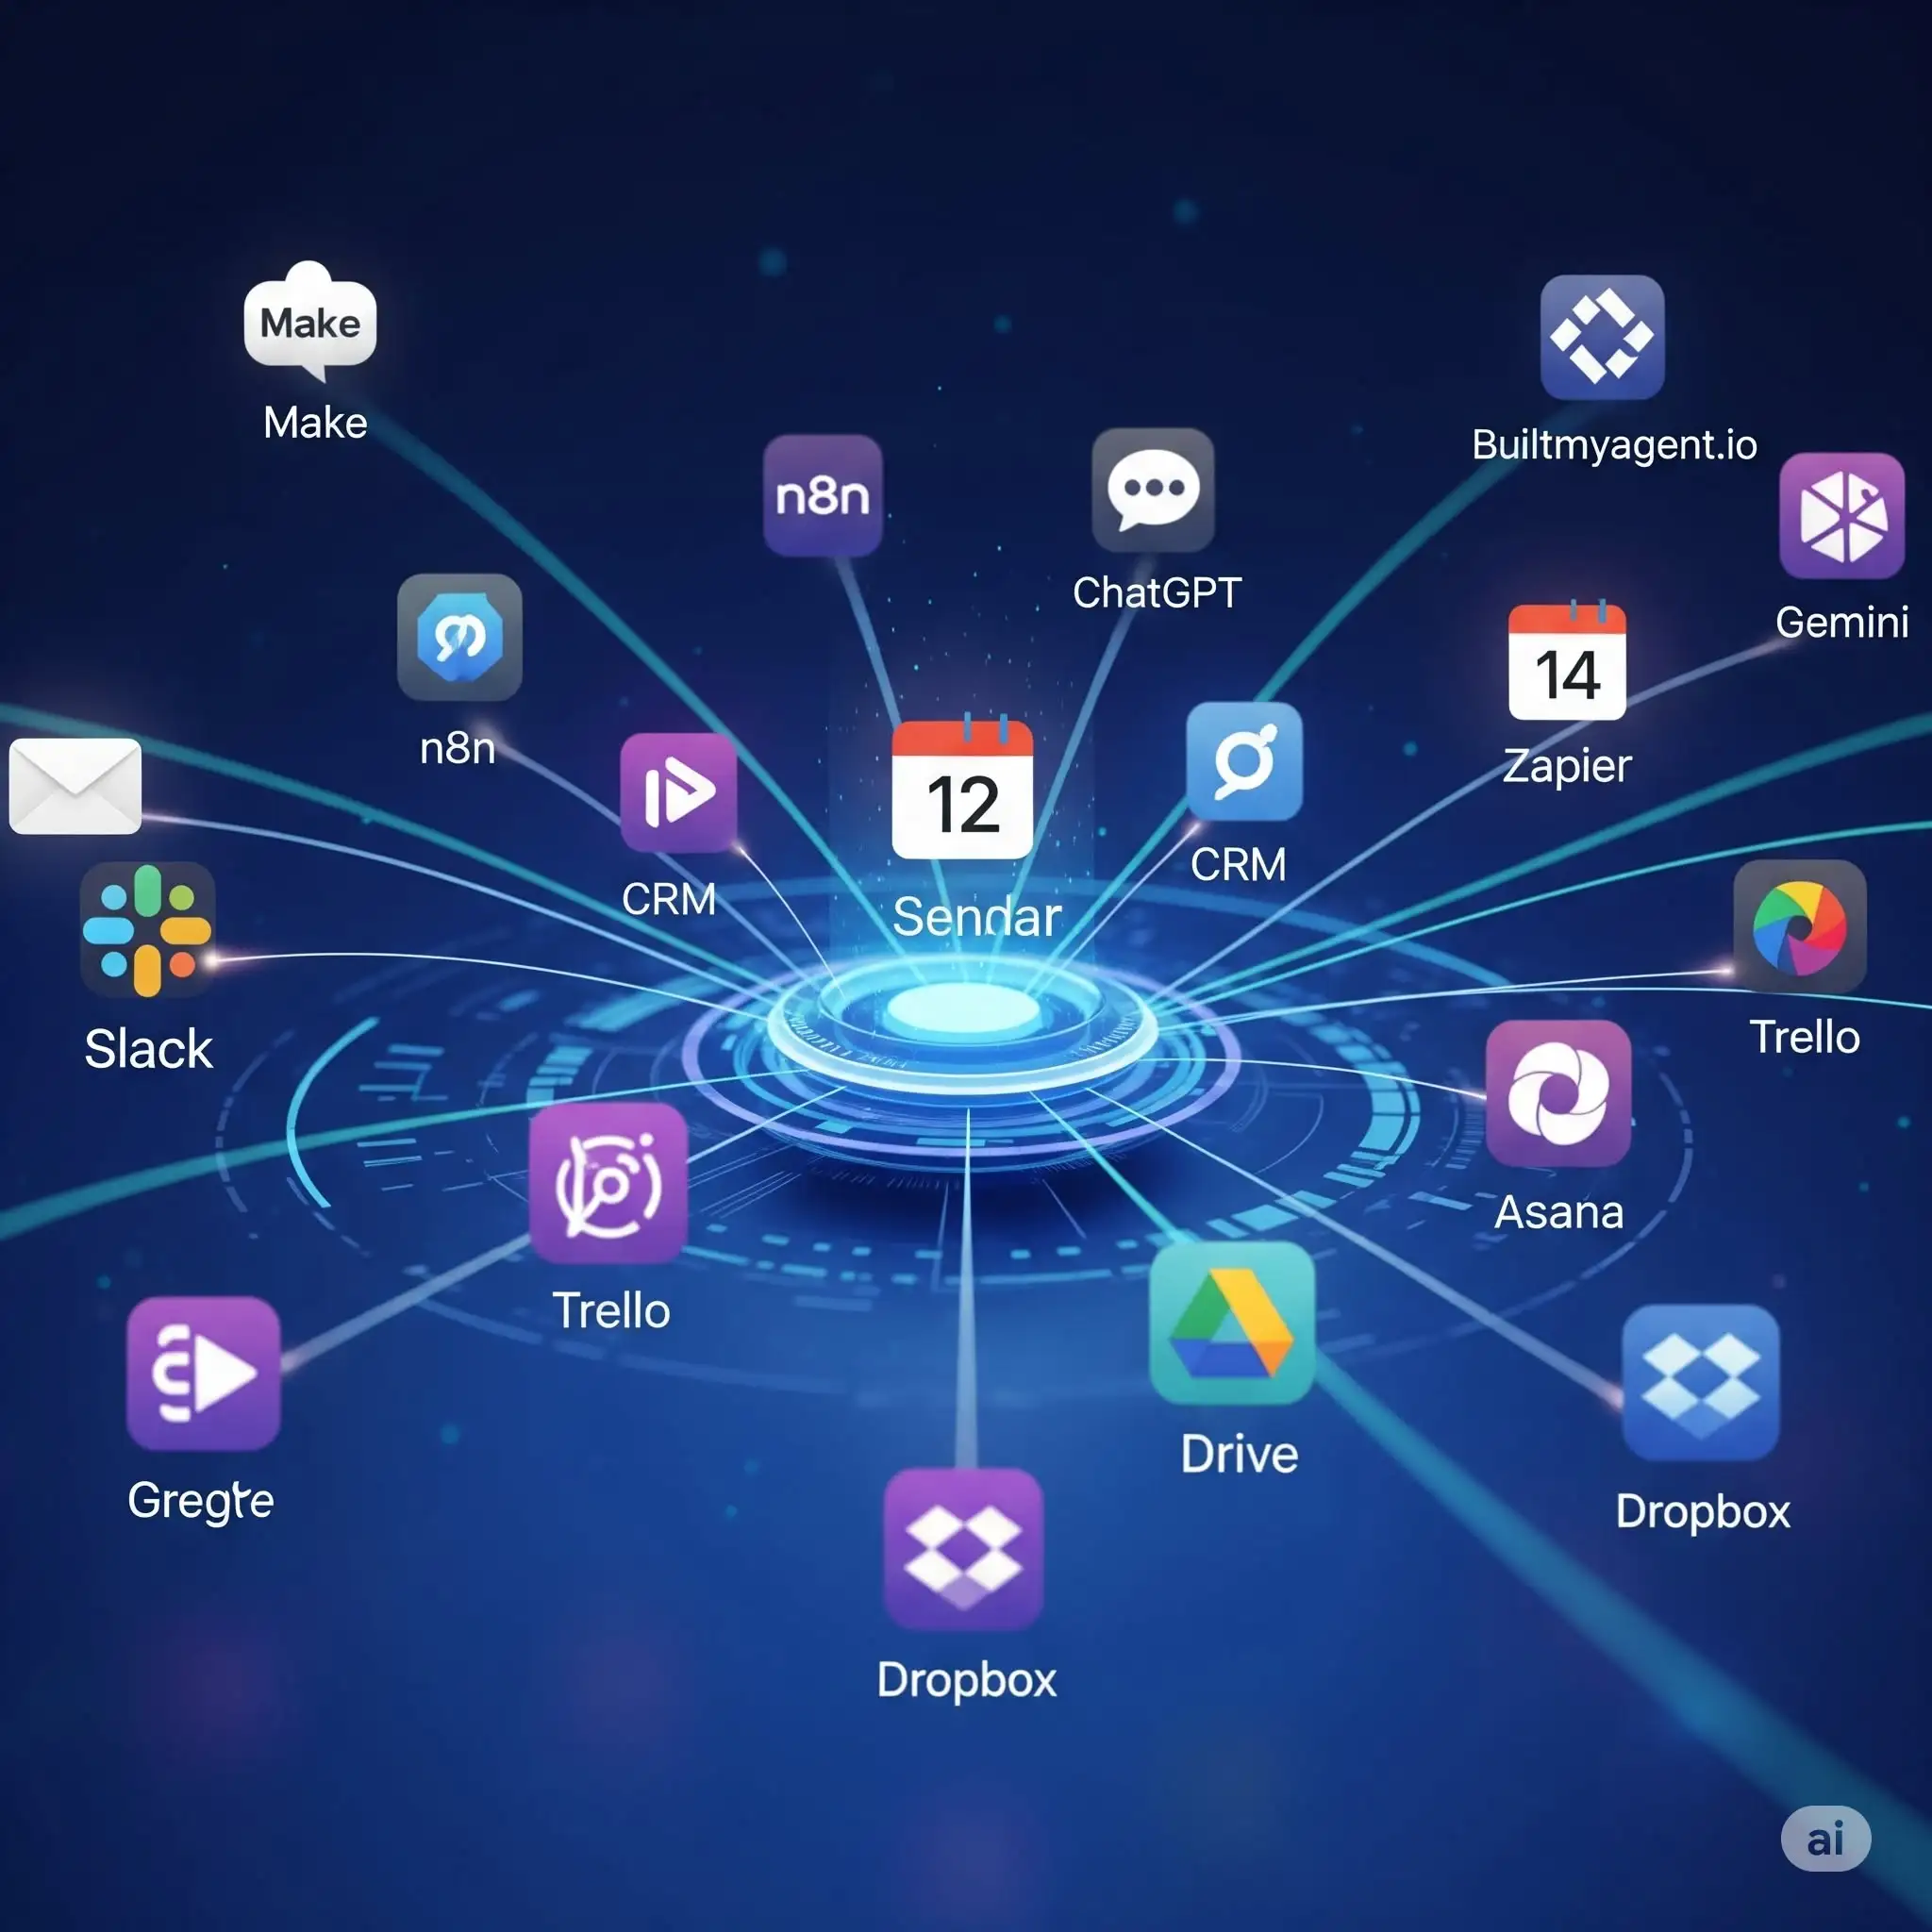 Make
Make
Builtmyagent.io
n8n
ChatGPT
Gemini
14
n8n
Zapier
12
CRM
CRM
Sendar
Slack
Trello
Asana
Trello
Drive
Gregte
Dropbox
Dropbox
ai